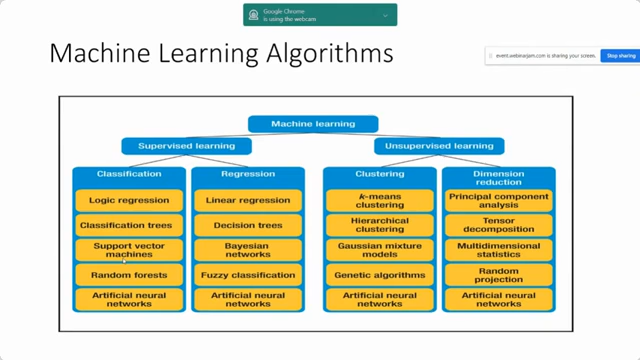 Google Chrome
is using the webcam
Machine Learning Algorithms
event.webinarjam.com is sharing your screen.
Stop sharing
Machine learning
Supervised learning
Unsupervised learning
Classification
Logic regression
Classification trees
Support vector
machines
Random forests
Artificial neural
networks
Regression
Linear regression
Decision trees
Bayesian
networks
Fuzzy classification
Artificial neural
networks
Clustering
k-means
clustering
Hierarchical
clustering
Gaussian mixture
models
Genetic algorithms
Artificial neural
networks
Dimension
reduction
Principal component
analysis
Tensor
decomposition
Multidimensional
statistics
Random
projection
Artificial neural
networks